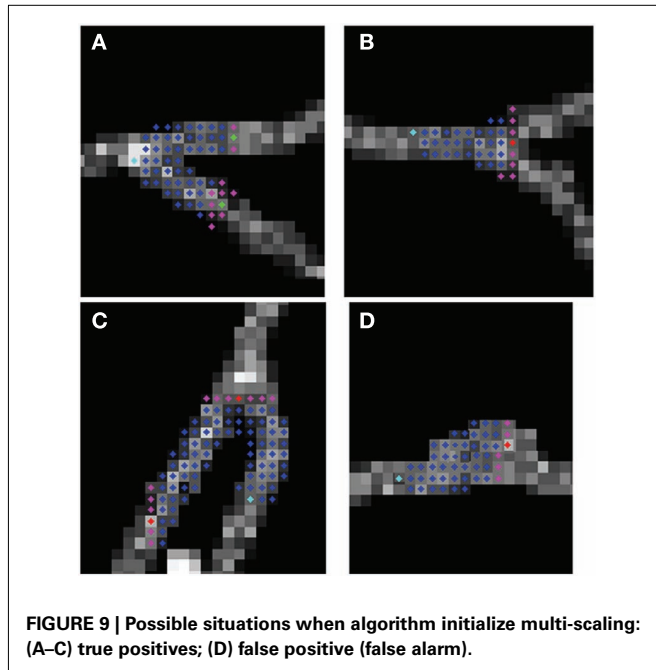 A
B
C
D
FIGURE 9 | Possible situations when algorithm initialize multi-scaling:
(A–C) true positives; (D) false positive (false alarm).